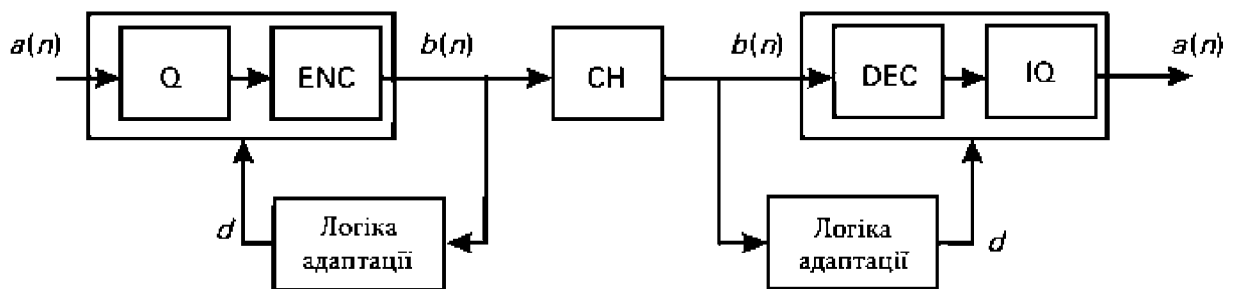 a(n)
Q
ENC
b(n)
CH
b(n)
DEC
IQ
a(n)
d
Логіка
адаптації
Логіка
адаптації
d